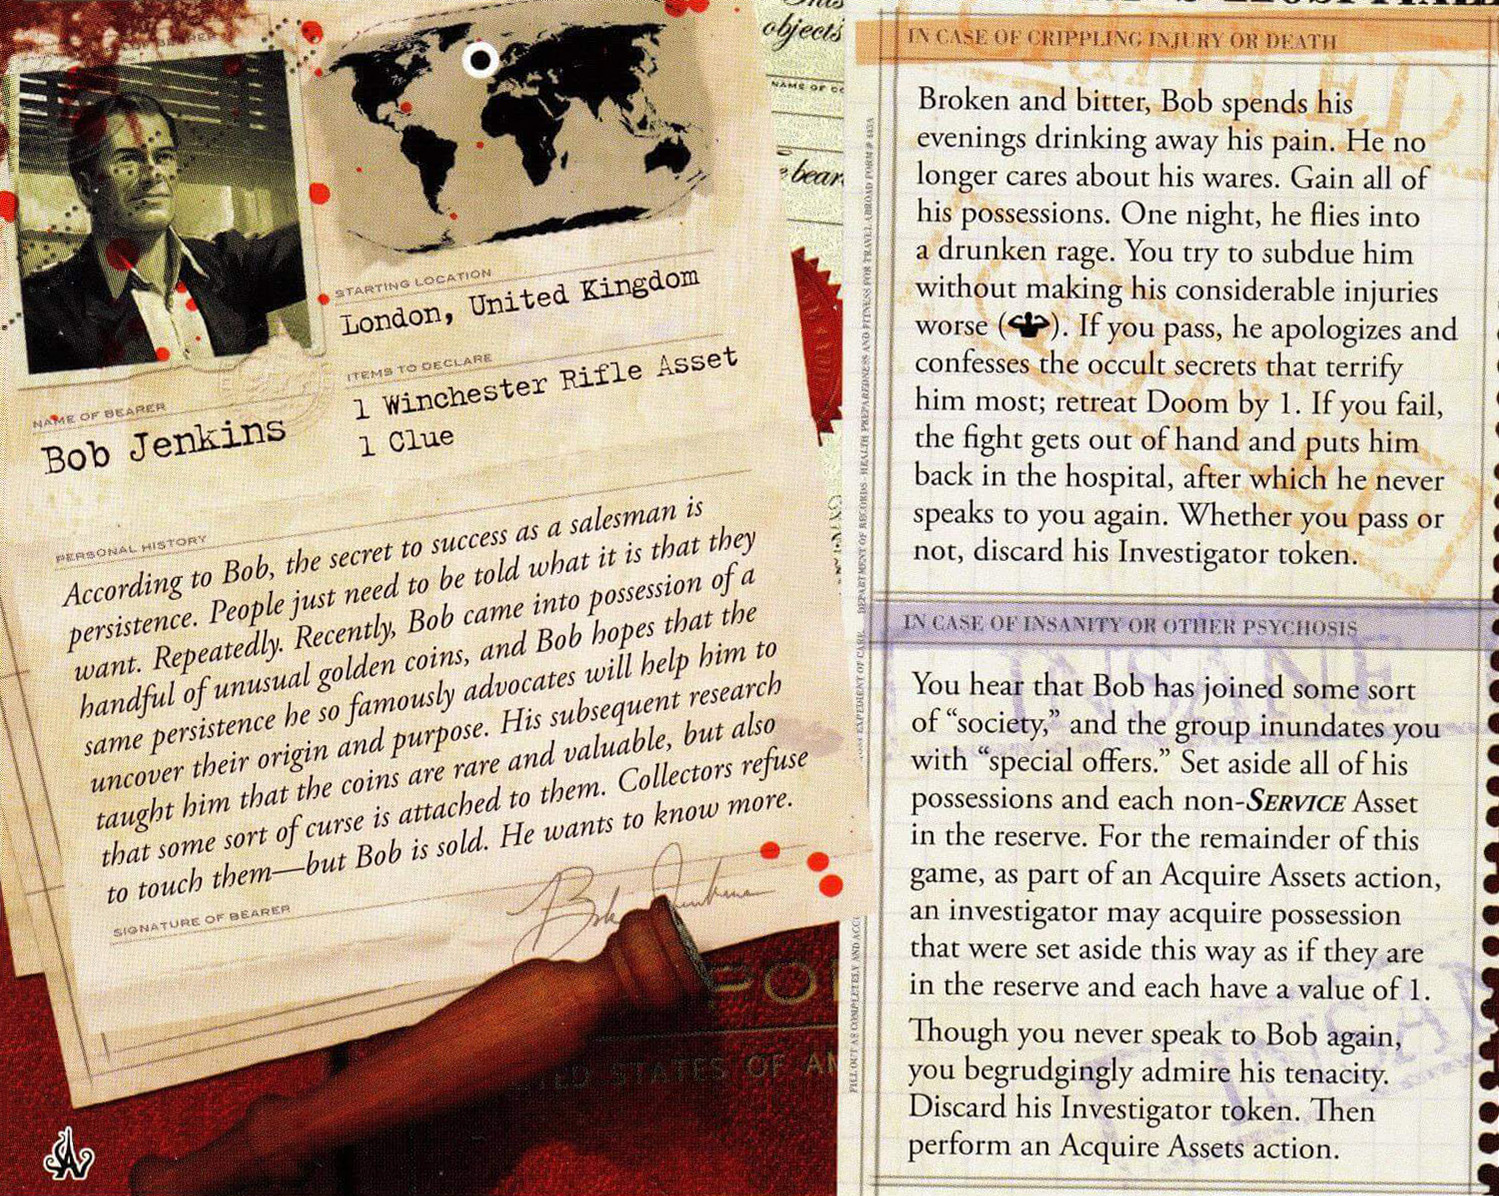 NAME OF BEARER
Bob Jenkins
STARTING LOCATION
London, United Kingdom
ITEMS TO DECLARE
1 Winchester Rifle Asset
1 Clue
PERSONAL HISTORY
According to Bob, the secret to success as a salesman is
persistence. People just need to be told what it is that they
want. Repeatedly. Recently, Bob came into possession of a
handful of unusual golden coins, and Bob hopes that the
same persistence he so famously advocates will help him to
uncover their origin and purpose. His subsequent research
taught him that the coins are rare and valuable, but also
that some sort of curse is attached to them. Collectors refuse
to touch them—but Bob is sold. He wants to know more.
SIGNATURE OF BEARER
Bob Jenkins
STATES OF AM
objects
NAME OF CO
bear
IN CASE OF CRIPPLING INJURY OR DEATH
Broken and bitter, Bob spends his
evenings drinking away his pain. He no
longer cares about his wares. Gain all of
his possessions. One night, he flies into
a drunken rage. You try to subdue him
without making his considerable injuries
worse ( ). If you pass, he apologizes and
confesses the occult secrets that terrify
him most; retreat Doom by 1. If you fail,
the fight gets out of hand and puts him
back in the hospital, after which he never
speaks to you again. Whether you pass or
not, discard his Investigator token.
IN CASE OF INSANITY OR OTHER PSYCHOSIS
INSANE
You hear that Bob has joined some sort
of “society,” and the group inundates you
with “special offers.” Set aside all of his
possessions and each non-SERVICE Asset
in the reserve. For the remainder of this
game, as part of an Acquire Assets action,
an investigator may acquire possession
that were set aside this way as if they are
in the reserve and each have a value of 1.
Though you never speak to Bob again,
you begrudgingly admire his tenacity.
Discard his Investigator token. Then
perform an Acquire Assets action.